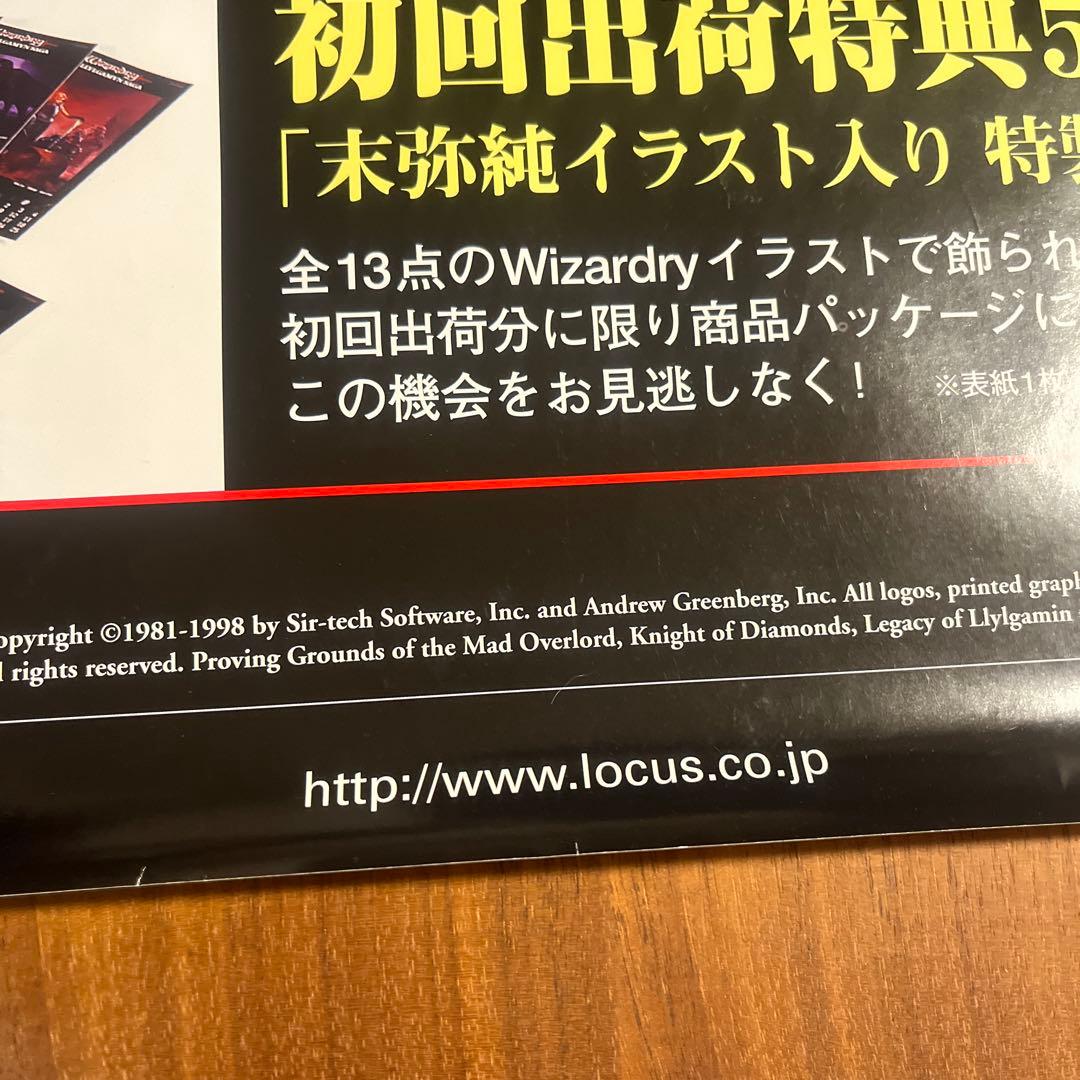 Wizardry
LLYLGAMYN SAGA
初回出荷特典5
「末弥純イラスト入り 特製
全13点のWizardryイラストで飾られ
初回出荷分に限り商品パッケージに
この機会をお見逃しなく!
※表紙1枚
opyright ©1981-1998 by Sir-tech Software, Inc. and Andrew Greenberg, Inc. All logos, printed graph
l rights reserved. Proving Grounds of the Mad Overlord, Knight of Diamonds, Legacy of Llylgamin
http://www.locus.co.jp